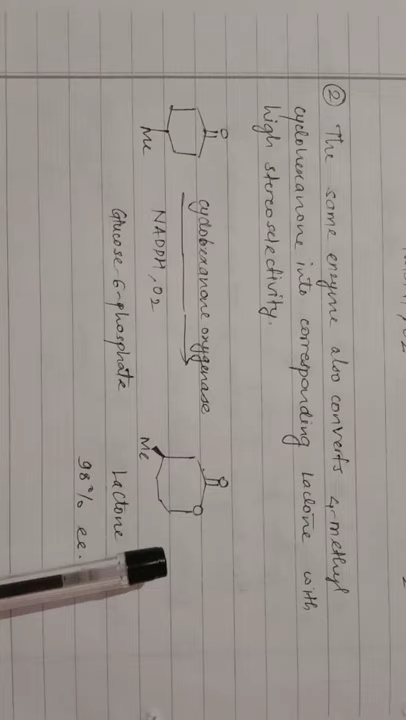 ② The same enzyme also converts 4-methyl
cyclohexanone into corresponding Lactone with
high stereoselectivity.
O
Me
cyclohexanone oxygenase
NADPH, O2
Glucose-6-phosphate
O
O
Me
Lactone
98% ee.